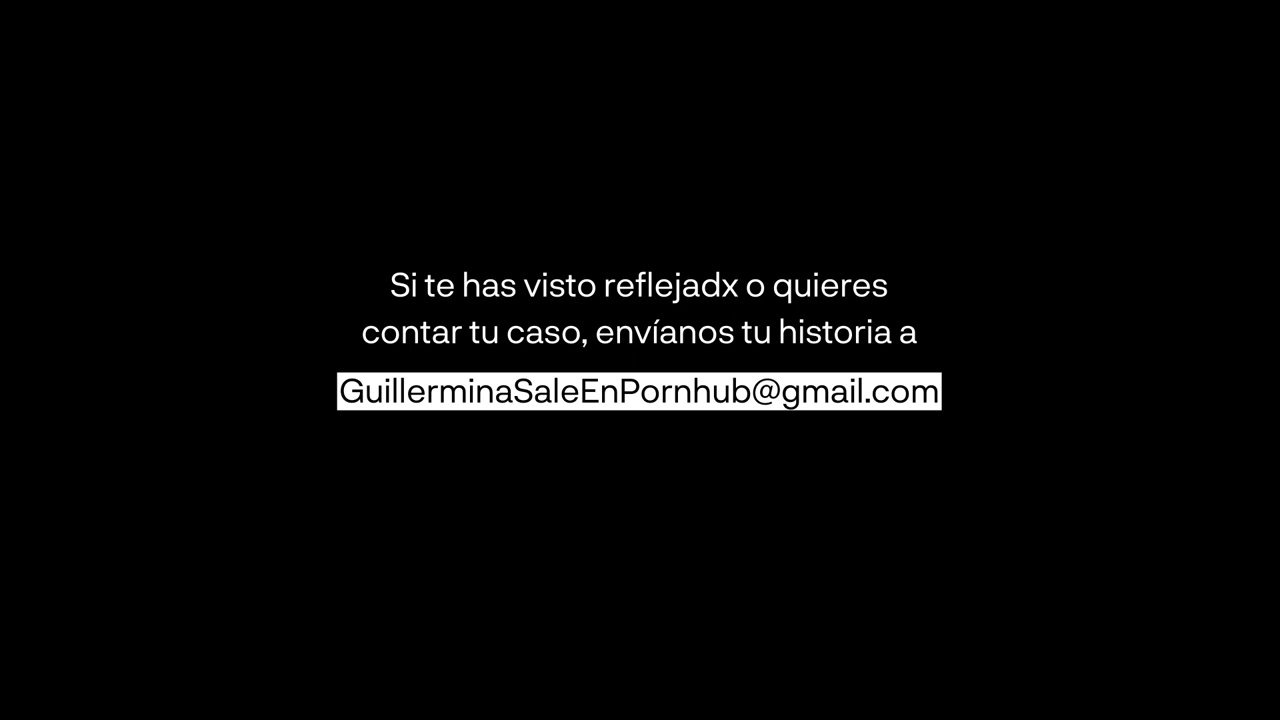 Si te has visto reflejadx o quieres
contar tu caso, envíanos tu historia a
GuillerminaSaleEnPornhub@gmail.com